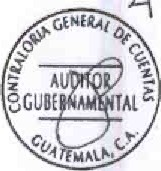 CONTRALORIA GENERAL DE CUENTAS
AUDITOR
GUBERNAMENTAL
GUATEMALA, C.A.